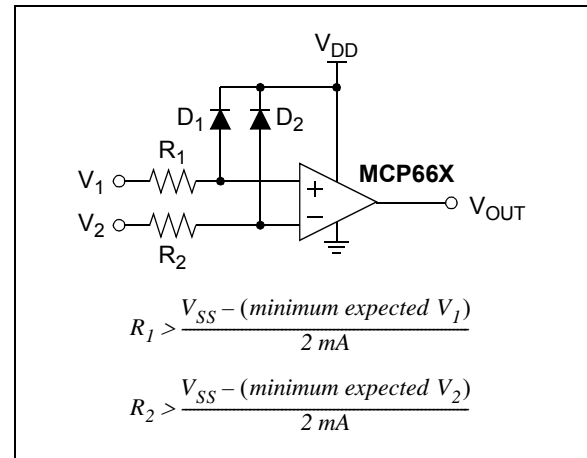 V_DD
D_1 D_2
R_1
MCP66X
V_1
+
V_OUT
V_2
–
R_2
R_1 > V_SS – (minimum expected V_1) / 2 mA
R_2 > V_SS – (minimum expected V_2) / 2 mA